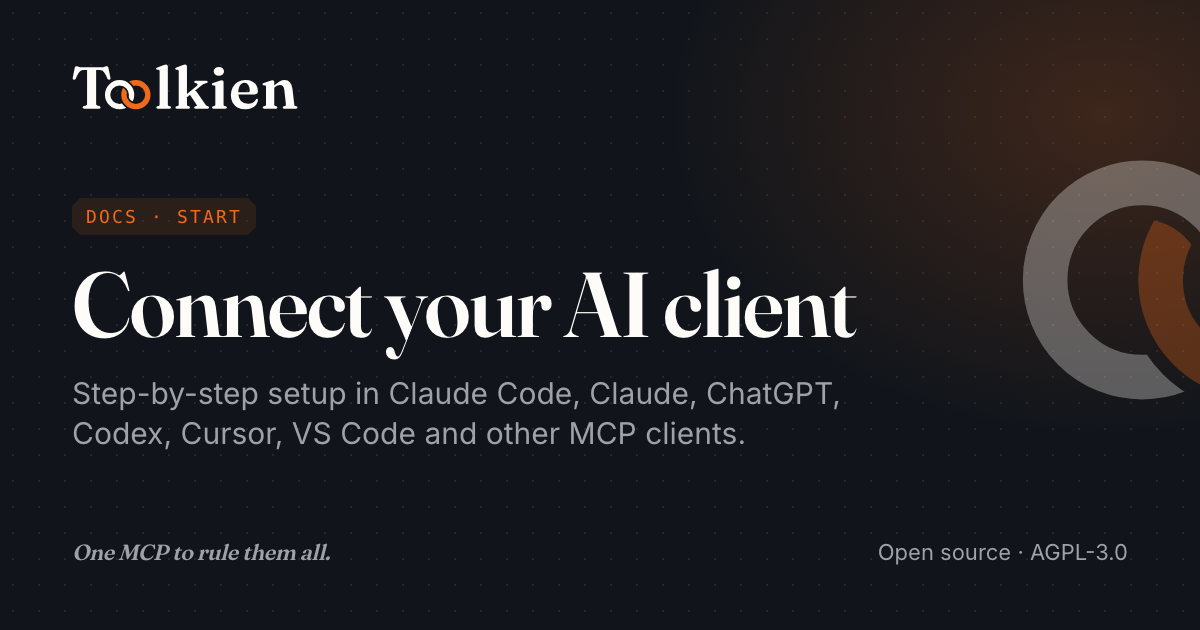 Toolkien
DOCS · START
Connect your AI client
Step-by-step setup in Claude Code, Claude, ChatGPT,
Codex, Cursor, VS Code and other MCP clients.
One MCP to rule them all.
Open source · AGPL-3.0